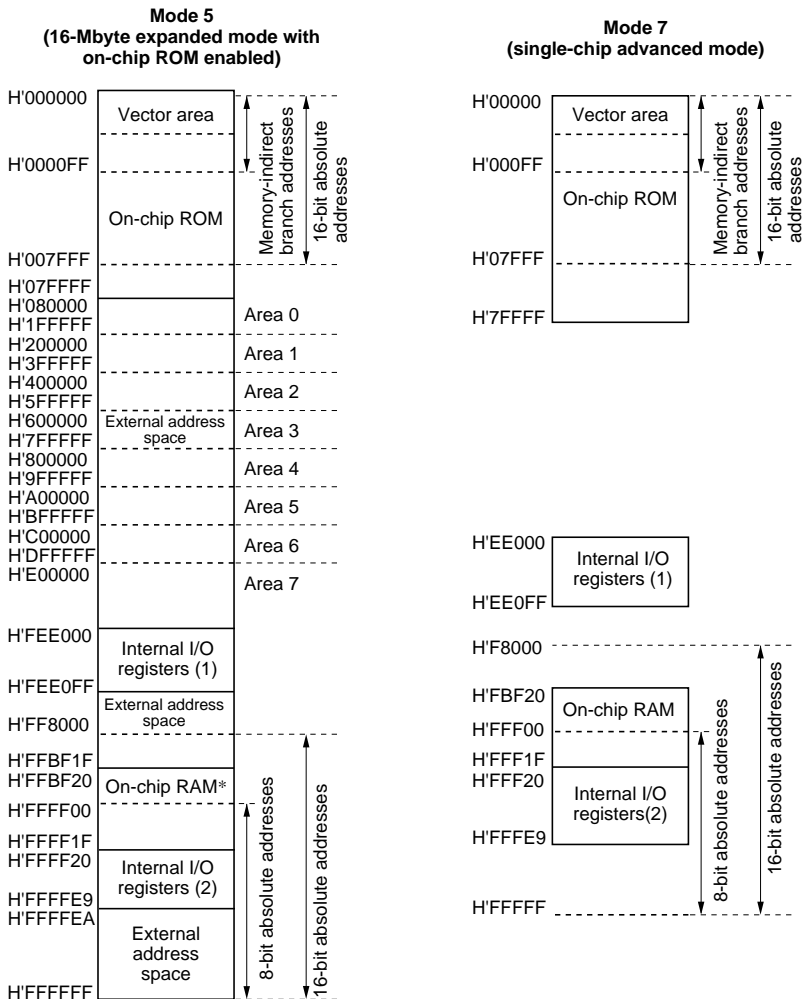 Mode 5
(16-Mbyte expanded mode with
on-chip ROM enabled)
H'000000
Vector area
H'0000FF
On-chip ROM
H'007FFF
H'07FFFF
H'080000
H'1FFFFF
H'200000
H'3FFFFF
H'400000
H'5FFFFF
H'600000
H'7FFFFF
H'800000
H'9FFFFF
H'A00000
H'BFFFFF
H'C00000
H'DFFFFF
H'E00000
External address
space
Area 0
Area 1
Area 2
Area 3
Area 4
Area 5
Area 6
Area 7
Memory-indirect
branch addresses
16-bit absolute
addresses
H'FEE000
Internal I/O
registers (1)
H'FEE0FF
External address
space
H'FF8000
H'FFBF1F
H'FFBF20
On-chip RAM*
H'FFFF00
H'FFFF1F
H'FFFF20
Internal I/O
registers (2)
H'FFFFE9
H'FFFFEA
External
address
space
H'FFFFFF
8-bit absolute addresses
16-bit absolute addresses
Mode 7
(single-chip advanced mode)
H'00000
Vector area
H'000FF
On-chip ROM
H'07FFF
H'7FFFF
Memory-indirect
branch addresses
16-bit absolute
addresses
H'EE000
Internal I/O
registers (1)
H'EE0FF
H'F8000
H'FBF20
On-chip RAM
H'FFF00
H'FFF1F
H'FFF20
Internal I/O
registers(2)
H'FFFE9
H'FFFFF
8-bit absolute addresses
16-bit absolute addresses